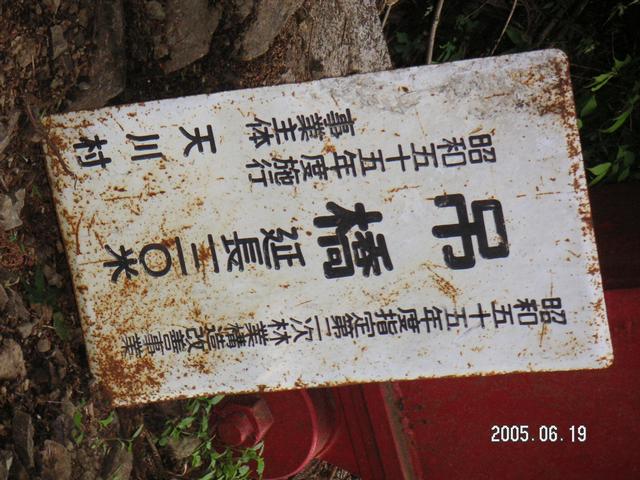 昭和五十五年度指定第二次林業構造改善事業
吊橋 延長一二〇米
昭和五十五年度施行
事業主体 天川村
2005.06.19